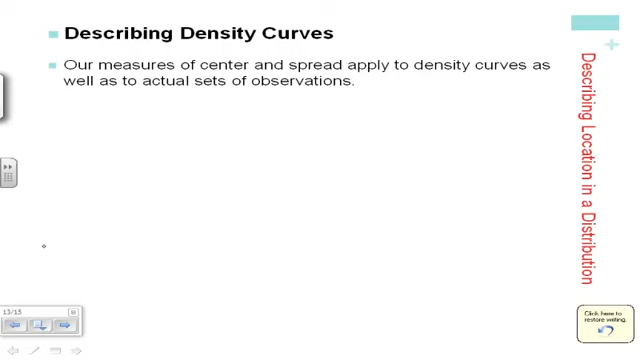 Describing Density Curves
Our measures of center and spread apply to density curves as
well as to actual sets of observations.
+
Describing Location in a Distribution
13/15
Click here to
restore writing.